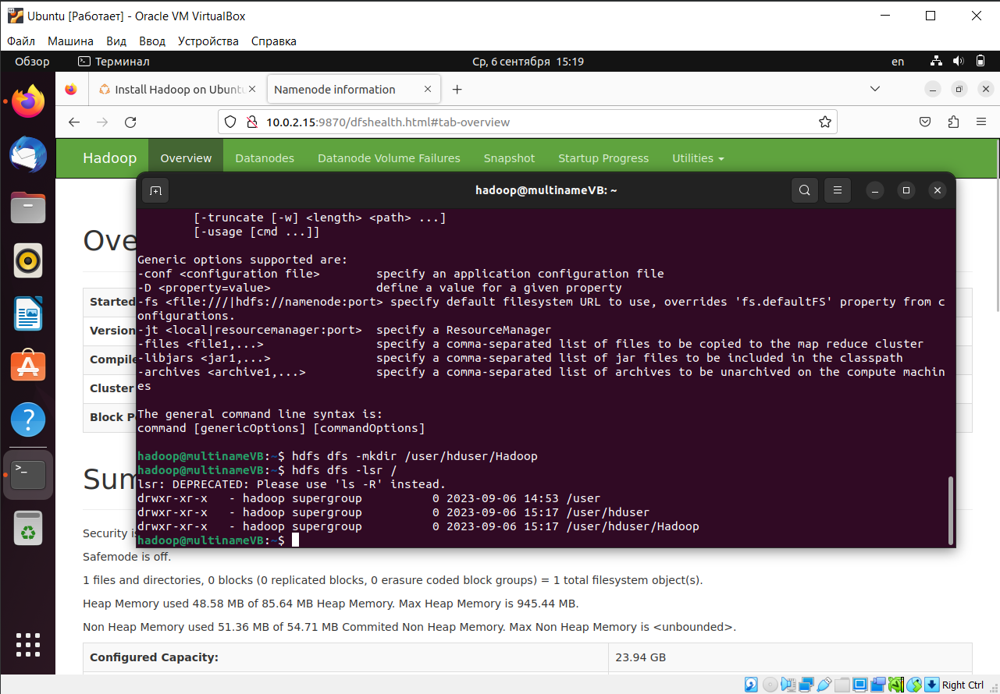 Ubuntu [Работает] - Oracle VM VirtualBox
Файл Машина Вид Ввод Устройства Справка
Обзор Терминал Ср, 6 сентября 15:19 en
Install Hadoop on Ubuntu Namenode information
10.0.2.15:9870/dfshealth.html#tab-overview
Hadoop Overview Datanodes Datanode Volume Failures Snapshot Startup Progress Utilities
hadoop@multinameVB: ~
[-truncate [-w] <length> <path> ...]
[-usage [cmd ...]]
Generic options supported are:
-conf <configuration file> specify an application configuration file
-D <property=value> define a value for a given property
-fs <file:///|hdfs://namenode:port> specify default filesystem URL to use, overrides 'fs.defaultFS' property from c
onfigurations.
-jt <local|resourcemanager:port> specify a ResourceManager
-files <file1,...> specify a comma-separated list of files to be copied to the map reduce cluster
-libjars <jar1,...> specify a comma-separated list of jar files to be included in the classpath
-archives <archive1,...> specify a comma-separated list of archives to be unarchived on the compute machin
es
The general command line syntax is:
command [genericOptions] [commandOptions]
hadoop@multinameVB:~$ hdfs dfs -mkdir /user/hduser/Hadoop
hadoop@multinameVB:~$ hdfs dfs -lsr /
lsr: DEPRECATED: Please use 'ls -R' instead.
drwxr-xr-x - hadoop supergroup 0 2023-09-06 14:53 /user
drwxr-xr-x - hadoop supergroup 0 2023-09-06 15:17 /user/hduser
drwxr-xr-x - hadoop supergroup 0 2023-09-06 15:17 /user/hduser/Hadoop
hadoop@multinameVB:~$
Ove
Started
Version
Compile
Cluster
Block P
Sum
Security is
Safemode is off.
1 files and directories, 0 blocks (0 replicated blocks, 0 erasure coded block groups) = 1 total filesystem object(s).
Heap Memory used 48.58 MB of 85.64 MB Heap Memory. Max Heap Memory is 945.44 MB.
Non Heap Memory used 51.36 MB of 54.71 MB Commited Non Heap Memory. Max Non Heap Memory is <unbounded>.
Configured Capacity: 23.94 GB
Right Ctrl